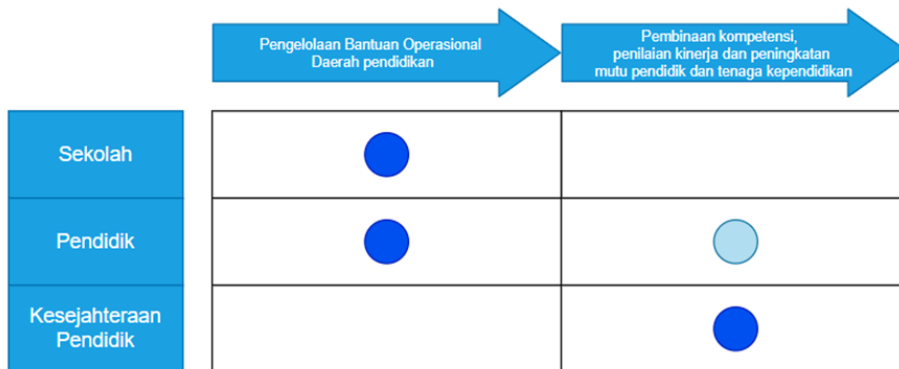 Pengelolaan Bantuan Operasional
Daerah pendidikan
Pembinaan kompetensi,
penilaian kinerja dan peningkatan
mutu pendidik dan tenaga kependidikan
Sekolah
Pendidik
Kesejahteraan
Pendidik